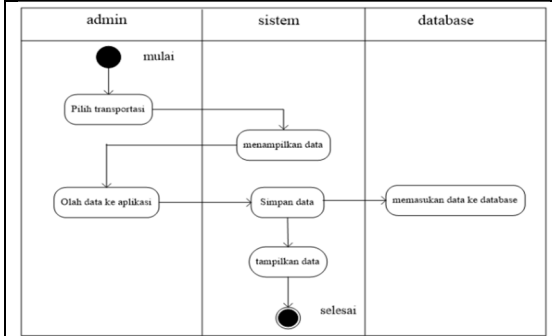 admin
sistem
database
mulai
Pilih transportasi
menampilkan data
Olah data ke aplikasi
Simpan data
memasukan data ke database
tampilkan data
selesai